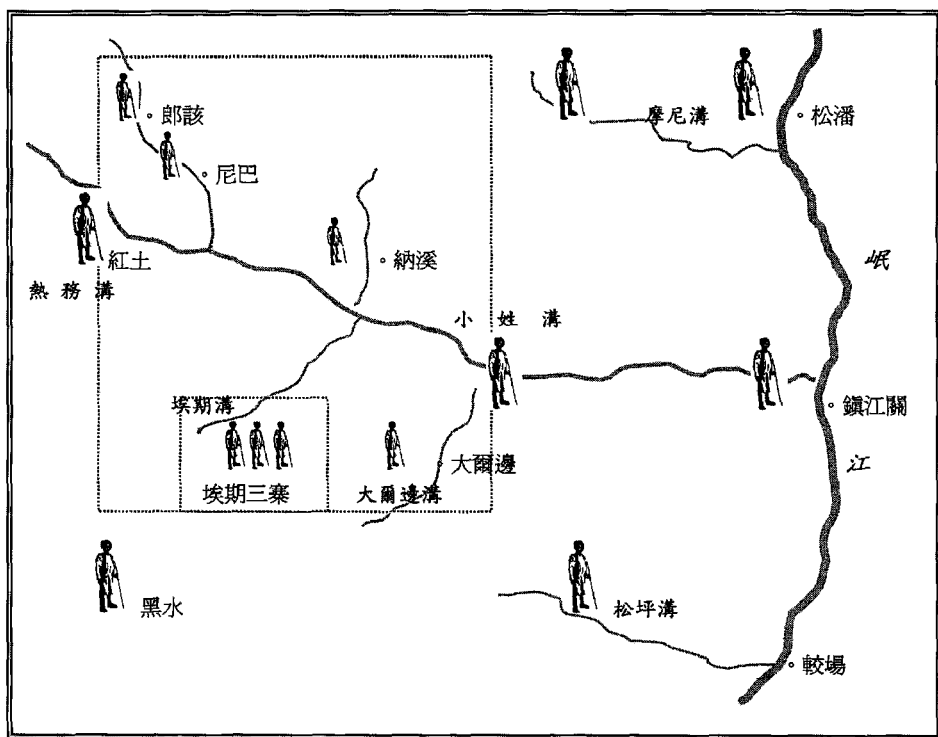 郎該
摩尼溝
松潘
尼巴
紅土
納溪
岷
熱務溝
小姓溝
埃期溝
鎮江關
大爾邊
江
埃期三寨
大爾邊溝
黑水
松坪溝
較場